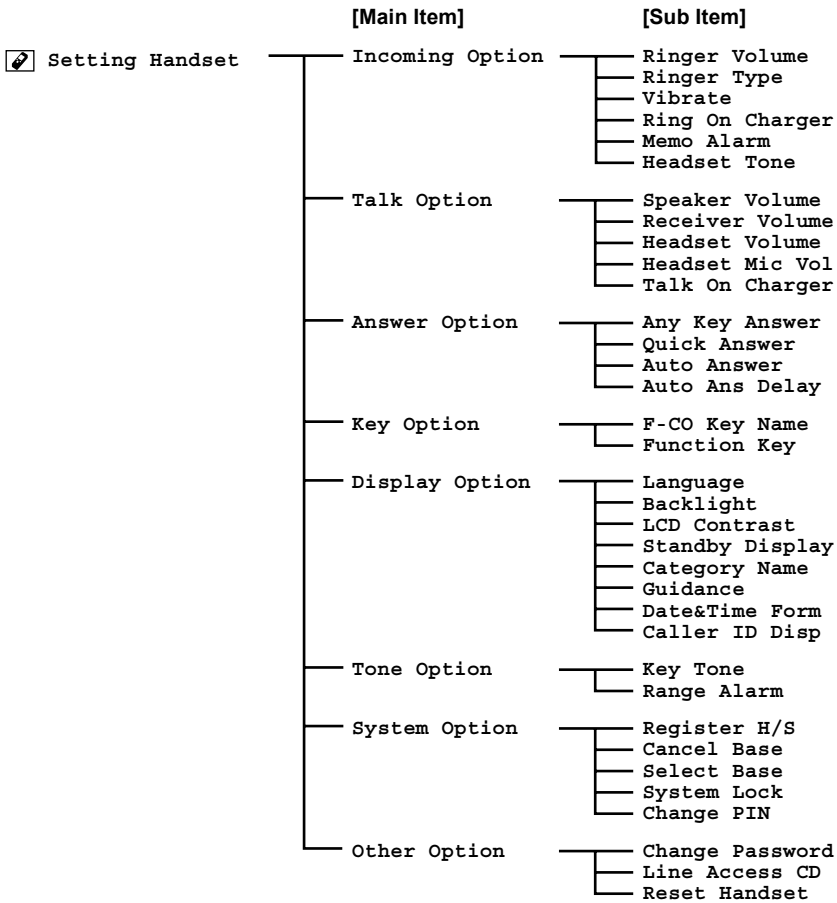 [Main Item] [Sub Item]
Setting Handset Incoming Option Ringer Volume
Ringer Type
Vibrate
Ring On Charger
Memo Alarm
Headset Tone
Talk Option Speaker Volume
Receiver Volume
Headset Volume
Headset Mic Vol
Talk On Charger
Answer Option Any Key Answer
Quick Answer
Auto Answer
Auto Ans Delay
Key Option F-CO Key Name
Function Key
Display Option Language
Backlight
LCD Contrast
Standby Display
Category Name
Guidance
Date&Time Form
Caller ID Disp
Tone Option Key Tone
Range Alarm
System Option Register H/S
Cancel Base
Select Base
System Lock
Change PIN
Other Option Change Password
Line Access CD
Reset Handset